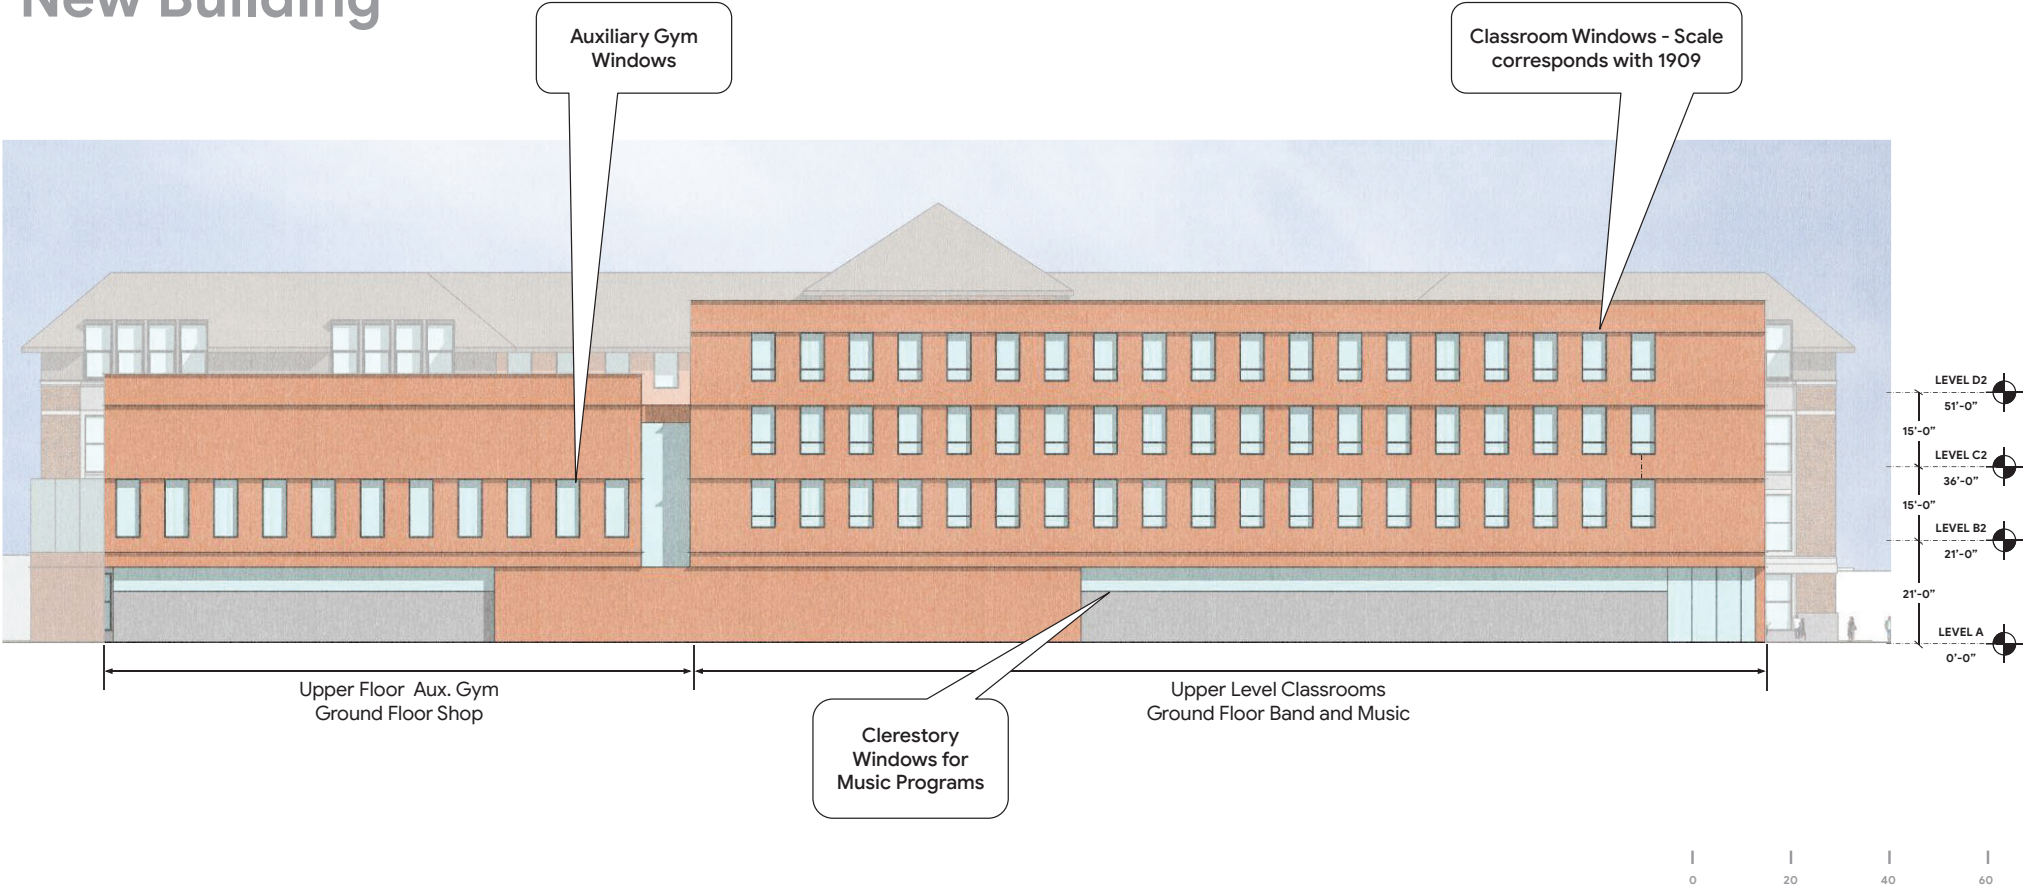 New Building
Auxiliary Gym
Windows
Classroom Windows - Scale
corresponds with 1909
LEVEL D2
51'-0"
15'-0"
LEVEL C2
36'-0"
15'-0"
LEVEL B2
21'-0"
21'-0"
LEVEL A
0'-0"
Upper Floor Aux. Gym
Ground Floor Shop
Upper Level Classrooms
Ground Floor Band and Music
Clerestory
Windows for
Music Programs
0 20 40 60